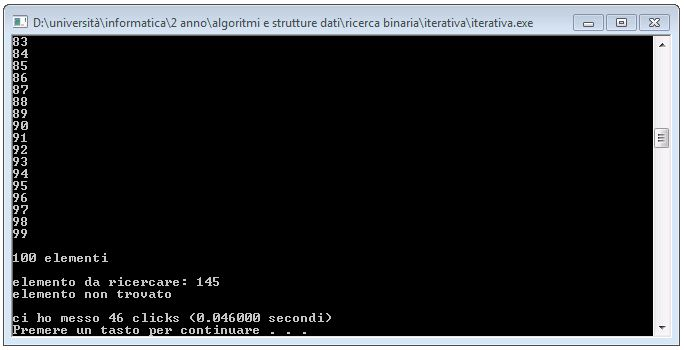 D:\università\informatica\2 anno\algoritmi e strutture dati\ricerca binaria\iterativa\iterativa.exe
83
84
85
86
87
88
89
90
91
92
93
94
95
96
97
98
99
100 elementi
elemento da ricercare: 145
elemento non trovato
ci ho messo 46 clicks (0.046000 secondi)
Premere un tasto per continuare . . .